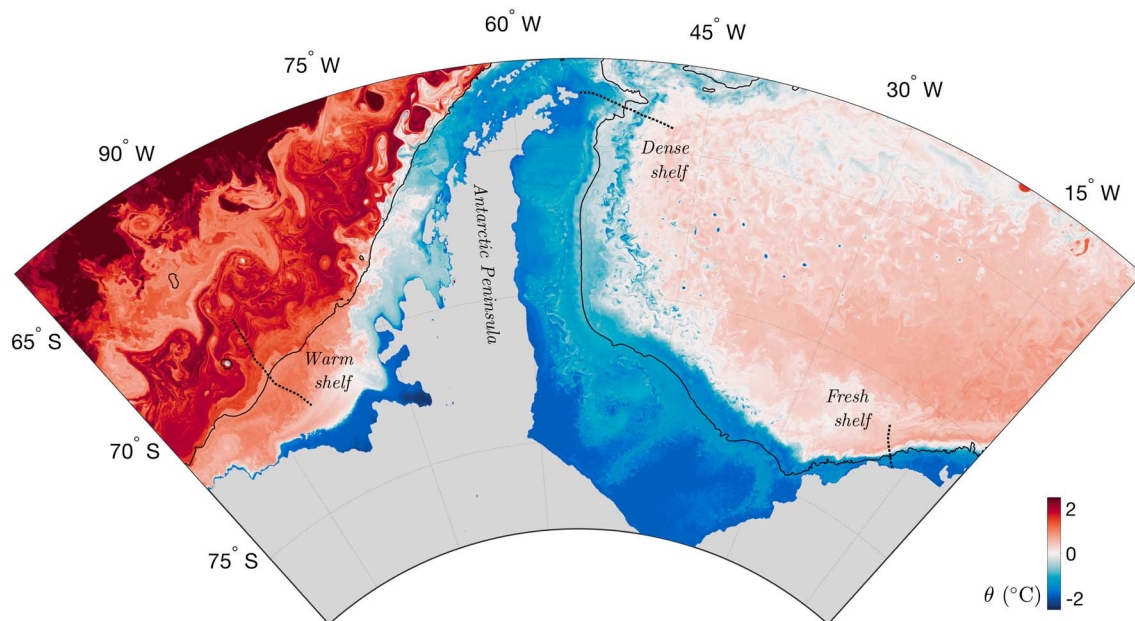 60° W
45° W
75° W
30° W
90° W
15° W
Dense
shelf
Antarctic Peninsula
65° S
Warm
shelf
Fresh
shelf
70° S
75° S
2
0
θ (°C)
-2